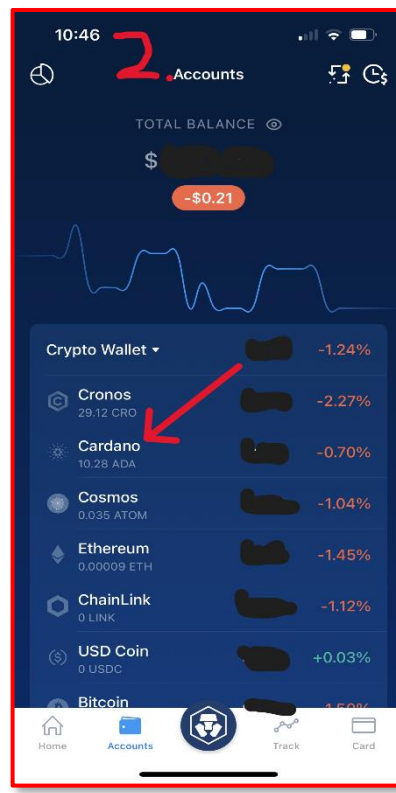 10:46
2.
Accounts
TOTAL BALANCE
$
-$0.21
Crypto Wallet
-1.24%
Cronos
29.12 CRO
-2.27%
Cardano
10.28 ADA
-0.70%
Cosmos
0.035 ATOM
-1.04%
Ethereum
0.00009 ETH
-1.45%
ChainLink
0 LINK
-1.12%
USD Coin
0 USDC
+0.03%
Bitcoin
Home
Accounts
Track
Card